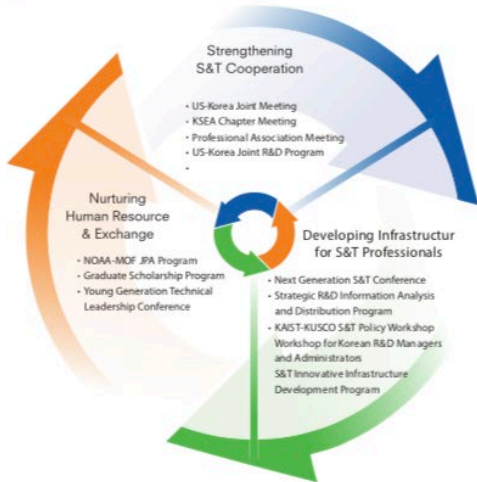 Strengthening
S&T Cooperation
• US-Korea Joint Meeting
• KSEA Chapter Meeting
• Professional Association Meeting
• US-Korea Joint R&D Program
•
Nurturing
Human Resource
& Exchange
• NOAA-MOF JPA Program
• Graduate Scholarship Program
• Young Generation Technical
Leadership Conference
Developing Infrastructur
for S&T Professionals
• Next Generation S&T Conference
• Strategic R&D Information Analysis
and Distribution Program
• KAIST-KUSCO S&T Policy Workshop
Workshop for Korean R&D Managers
and Administrators
S&T Innovative Infrastructure
Development Program